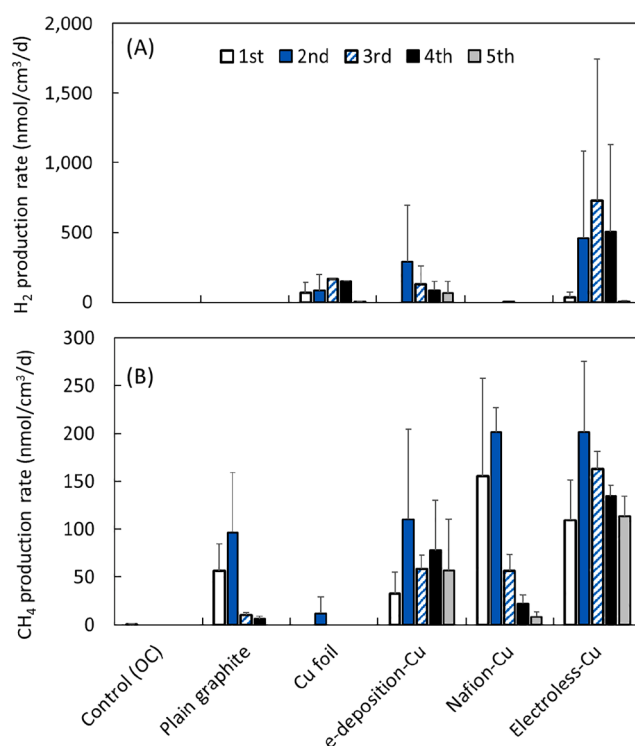 (A)
1st 2nd 3rd 4th 5th
H2 production rate (nmol/cm3/d)
2,000
1,500
1,000
500
0
(B)
CH4 production rate (nmol/cm3/d)
300
250
200
150
100
50
0
Control (OC)
Plain graphite
Cu foil
e-deposition-Cu
Nafion-Cu
Electroless-Cu